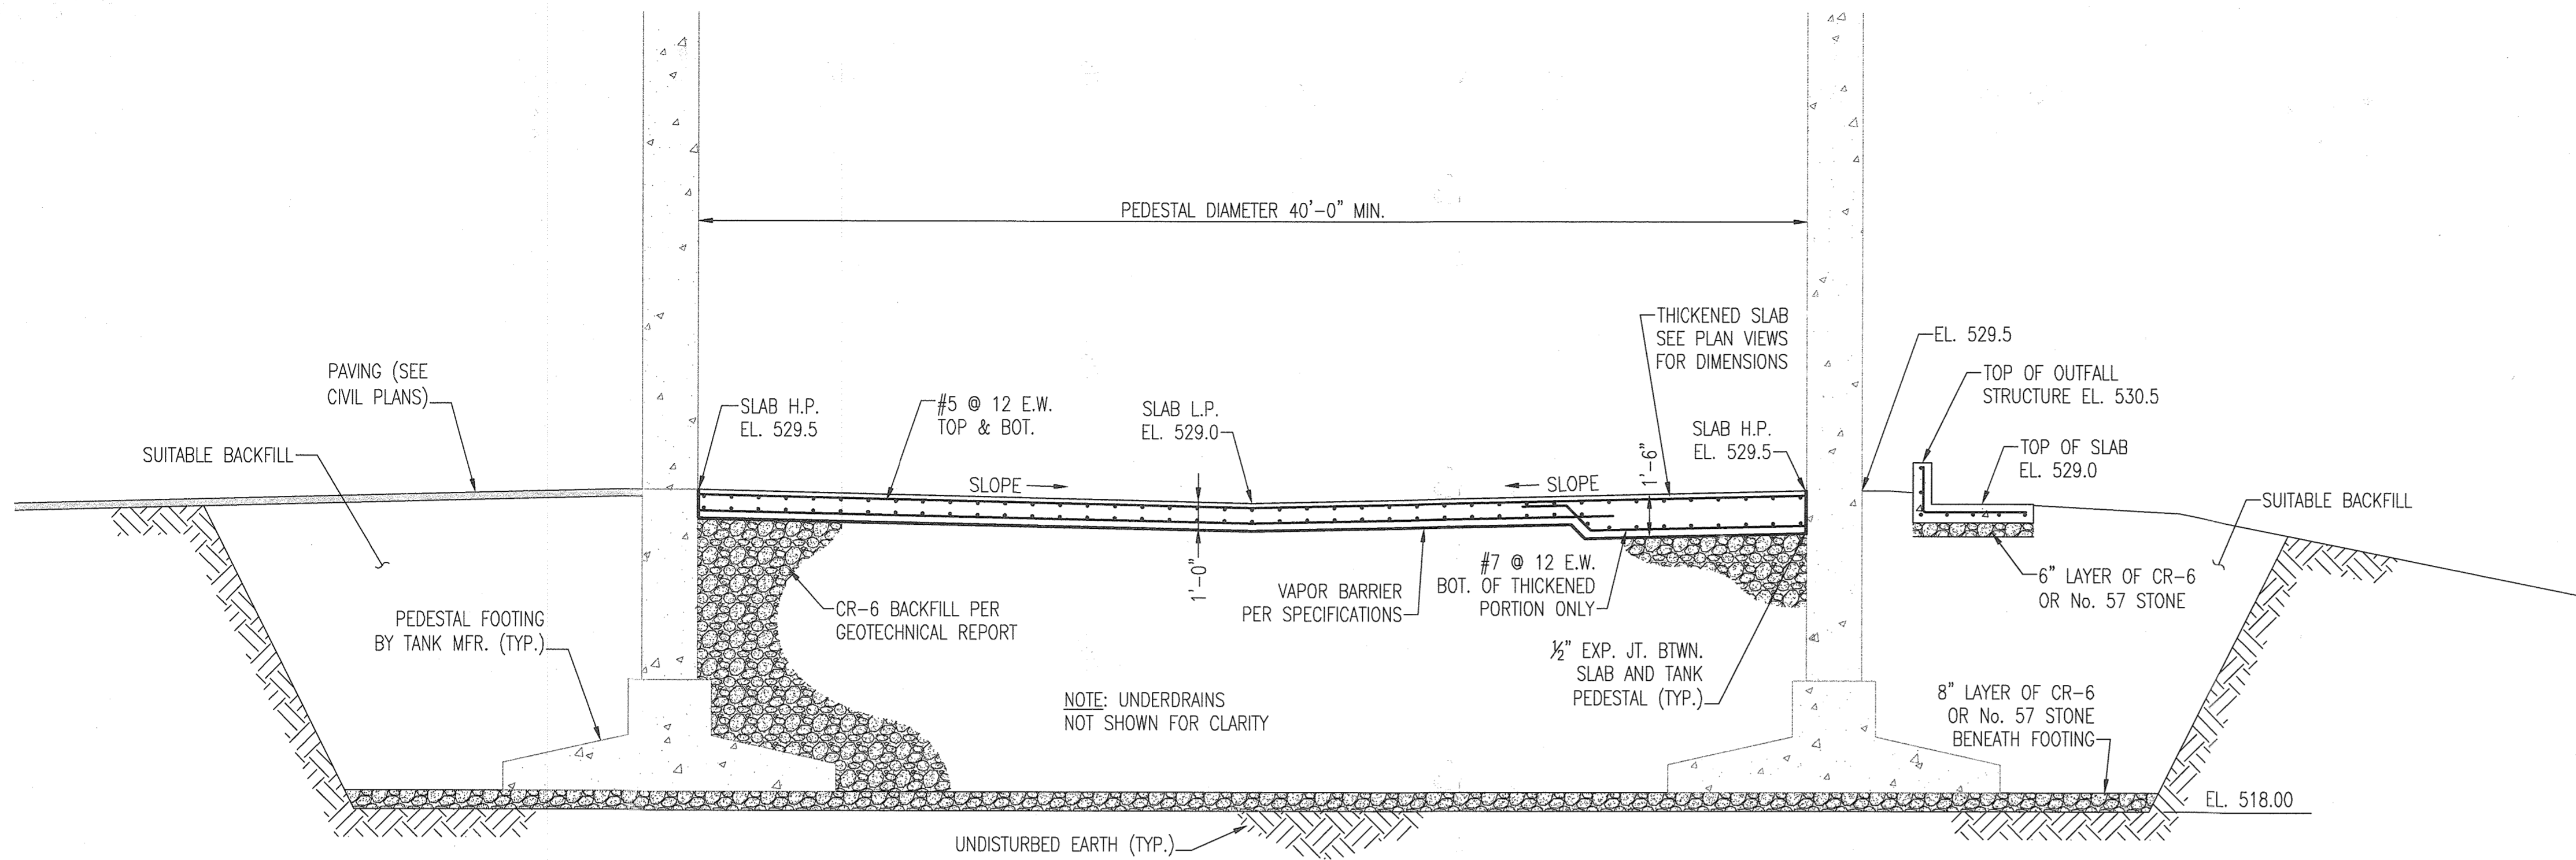 PEDESTAL DIAMETER 40'-0" MIN.
THICKENED SLAB
SEE PLAN VIEWS
FOR DIMENSIONS
EL. 529.5
PAVING (SEE
CIVIL PLANS)
TOP OF OUTFALL
STRUCTURE EL. 530.5
SLAB H.P.
EL. 529.5
#5 @ 12 E.W.
TOP & BOT.
SLAB L.P.
EL. 529.0
SLAB H.P.
EL. 529.5
TOP OF SLAB
EL. 529.0
SUITABLE BACKFILL
SLOPE
SLOPE
1'-6"
SUITABLE BACKFILL
1'-0"
#7 @ 12 E.W.
BOT. OF THICKENED
PORTION ONLY
VAPOR BARRIER
PER SPECIFICATIONS
6" LAYER OF CR-6
OR No. 57 STONE
CR-6 BACKFILL PER
GEOTECHNICAL REPORT
PEDESTAL FOOTING
BY TANK MFR. (TYP.)
½" EXP. JT. BTWN.
SLAB AND TANK
PEDESTAL (TYP.)
NOTE: UNDERDRAINS
NOT SHOWN FOR CLARITY
8" LAYER OF CR-6
OR No. 57 STONE
BENEATH FOOTING
EL. 518.00
UNDISTURBED EARTH (TYP.)